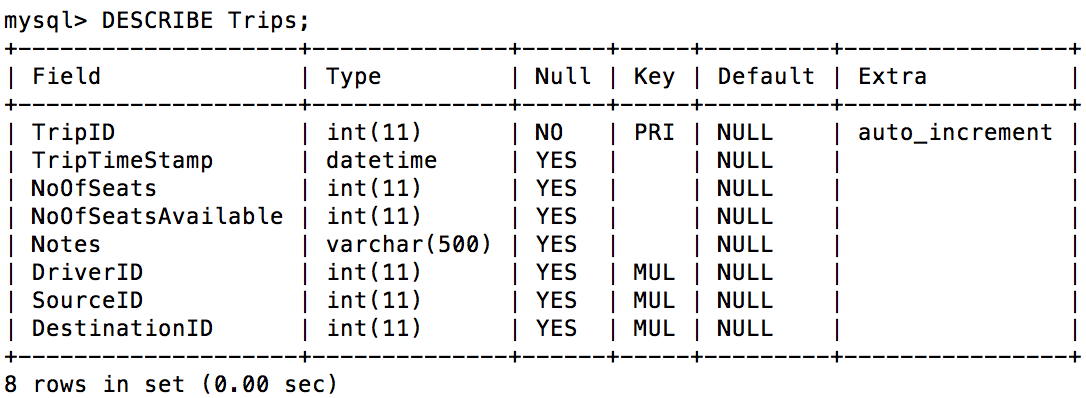 mysql> DESCRIBE Trips;
+--------------------+--------------+------+-----+---------+----------------+
| Field              | Type         | Null | Key | Default | Extra          |
+--------------------+--------------+------+-----+---------+----------------+
| TripID             | int(11)      | NO   | PRI | NULL    | auto_increment |
| TripTimeStamp      | datetime     | YES  |     | NULL    |                |
| NoOfSeats          | int(11)      | YES  |     | NULL    |                |
| NoOfSeatsAvailable | int(11)      | YES  |     | NULL    |                |
| Notes              | varchar(500) | YES  |     | NULL    |                |
| DriverID           | int(11)      | YES  | MUL | NULL    |                |
| SourceID           | int(11)      | YES  | MUL | NULL    |                |
| DestinationID      | int(11)      | YES  | MUL | NULL    |                |
+--------------------+--------------+------+-----+---------+----------------+
8 rows in set (0.00 sec)